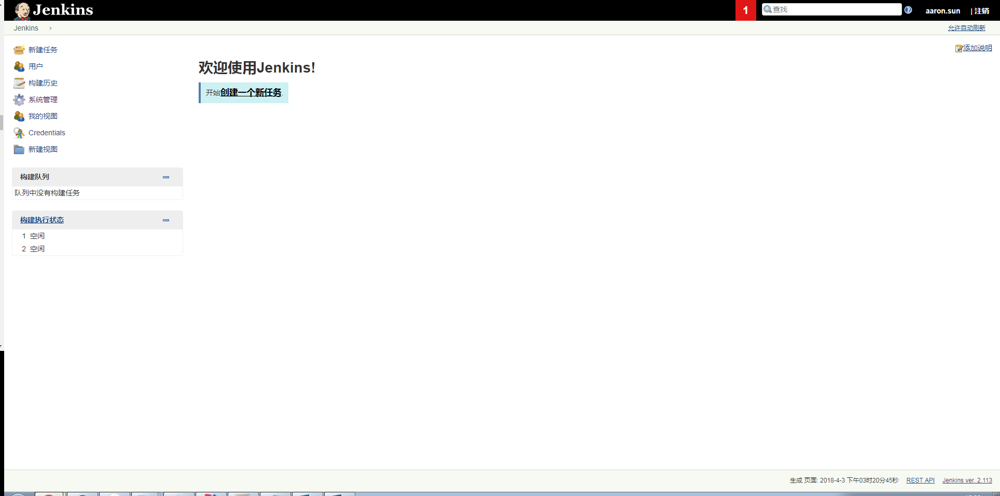 Jenkins
1
查找
aaron.sun
| 注销
Jenkins
允许自动刷新
新建任务
用户
构建历史
系统管理
我的视图
Credentials
新建视图
构建队列
队列中没有构建任务
构建执行状态
1 空闲
2 空闲
添加说明
欢迎使用Jenkins!
开始创建一个新任务.
生成 页面: 2018-4-3 下午03时20分45秒
REST API
Jenkins ver. 2.113